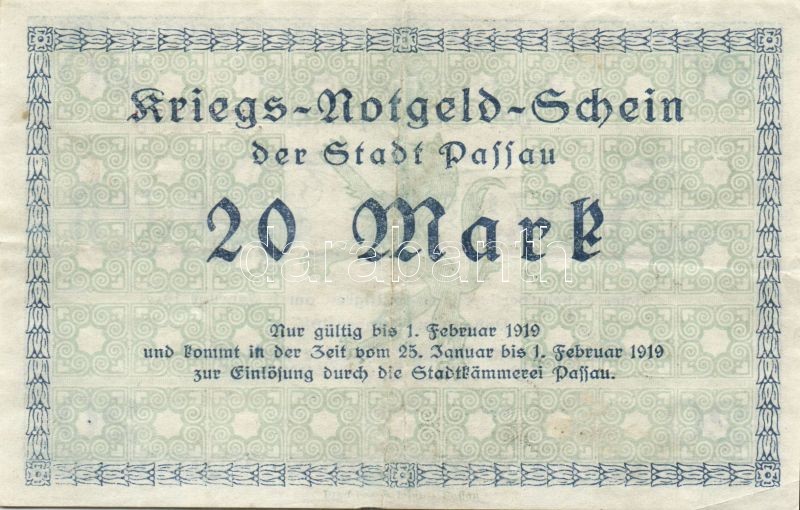 Kriegs-Notgeld-Schein
der Stadt Passau
20 Mark
darabanth
Nur gültig bis 1. Februar 1919
und kommt in der Zeit vom 25. Januar bis 1. Februar 1919
zur Einlösung durch die Stadtkämmerei Passau.